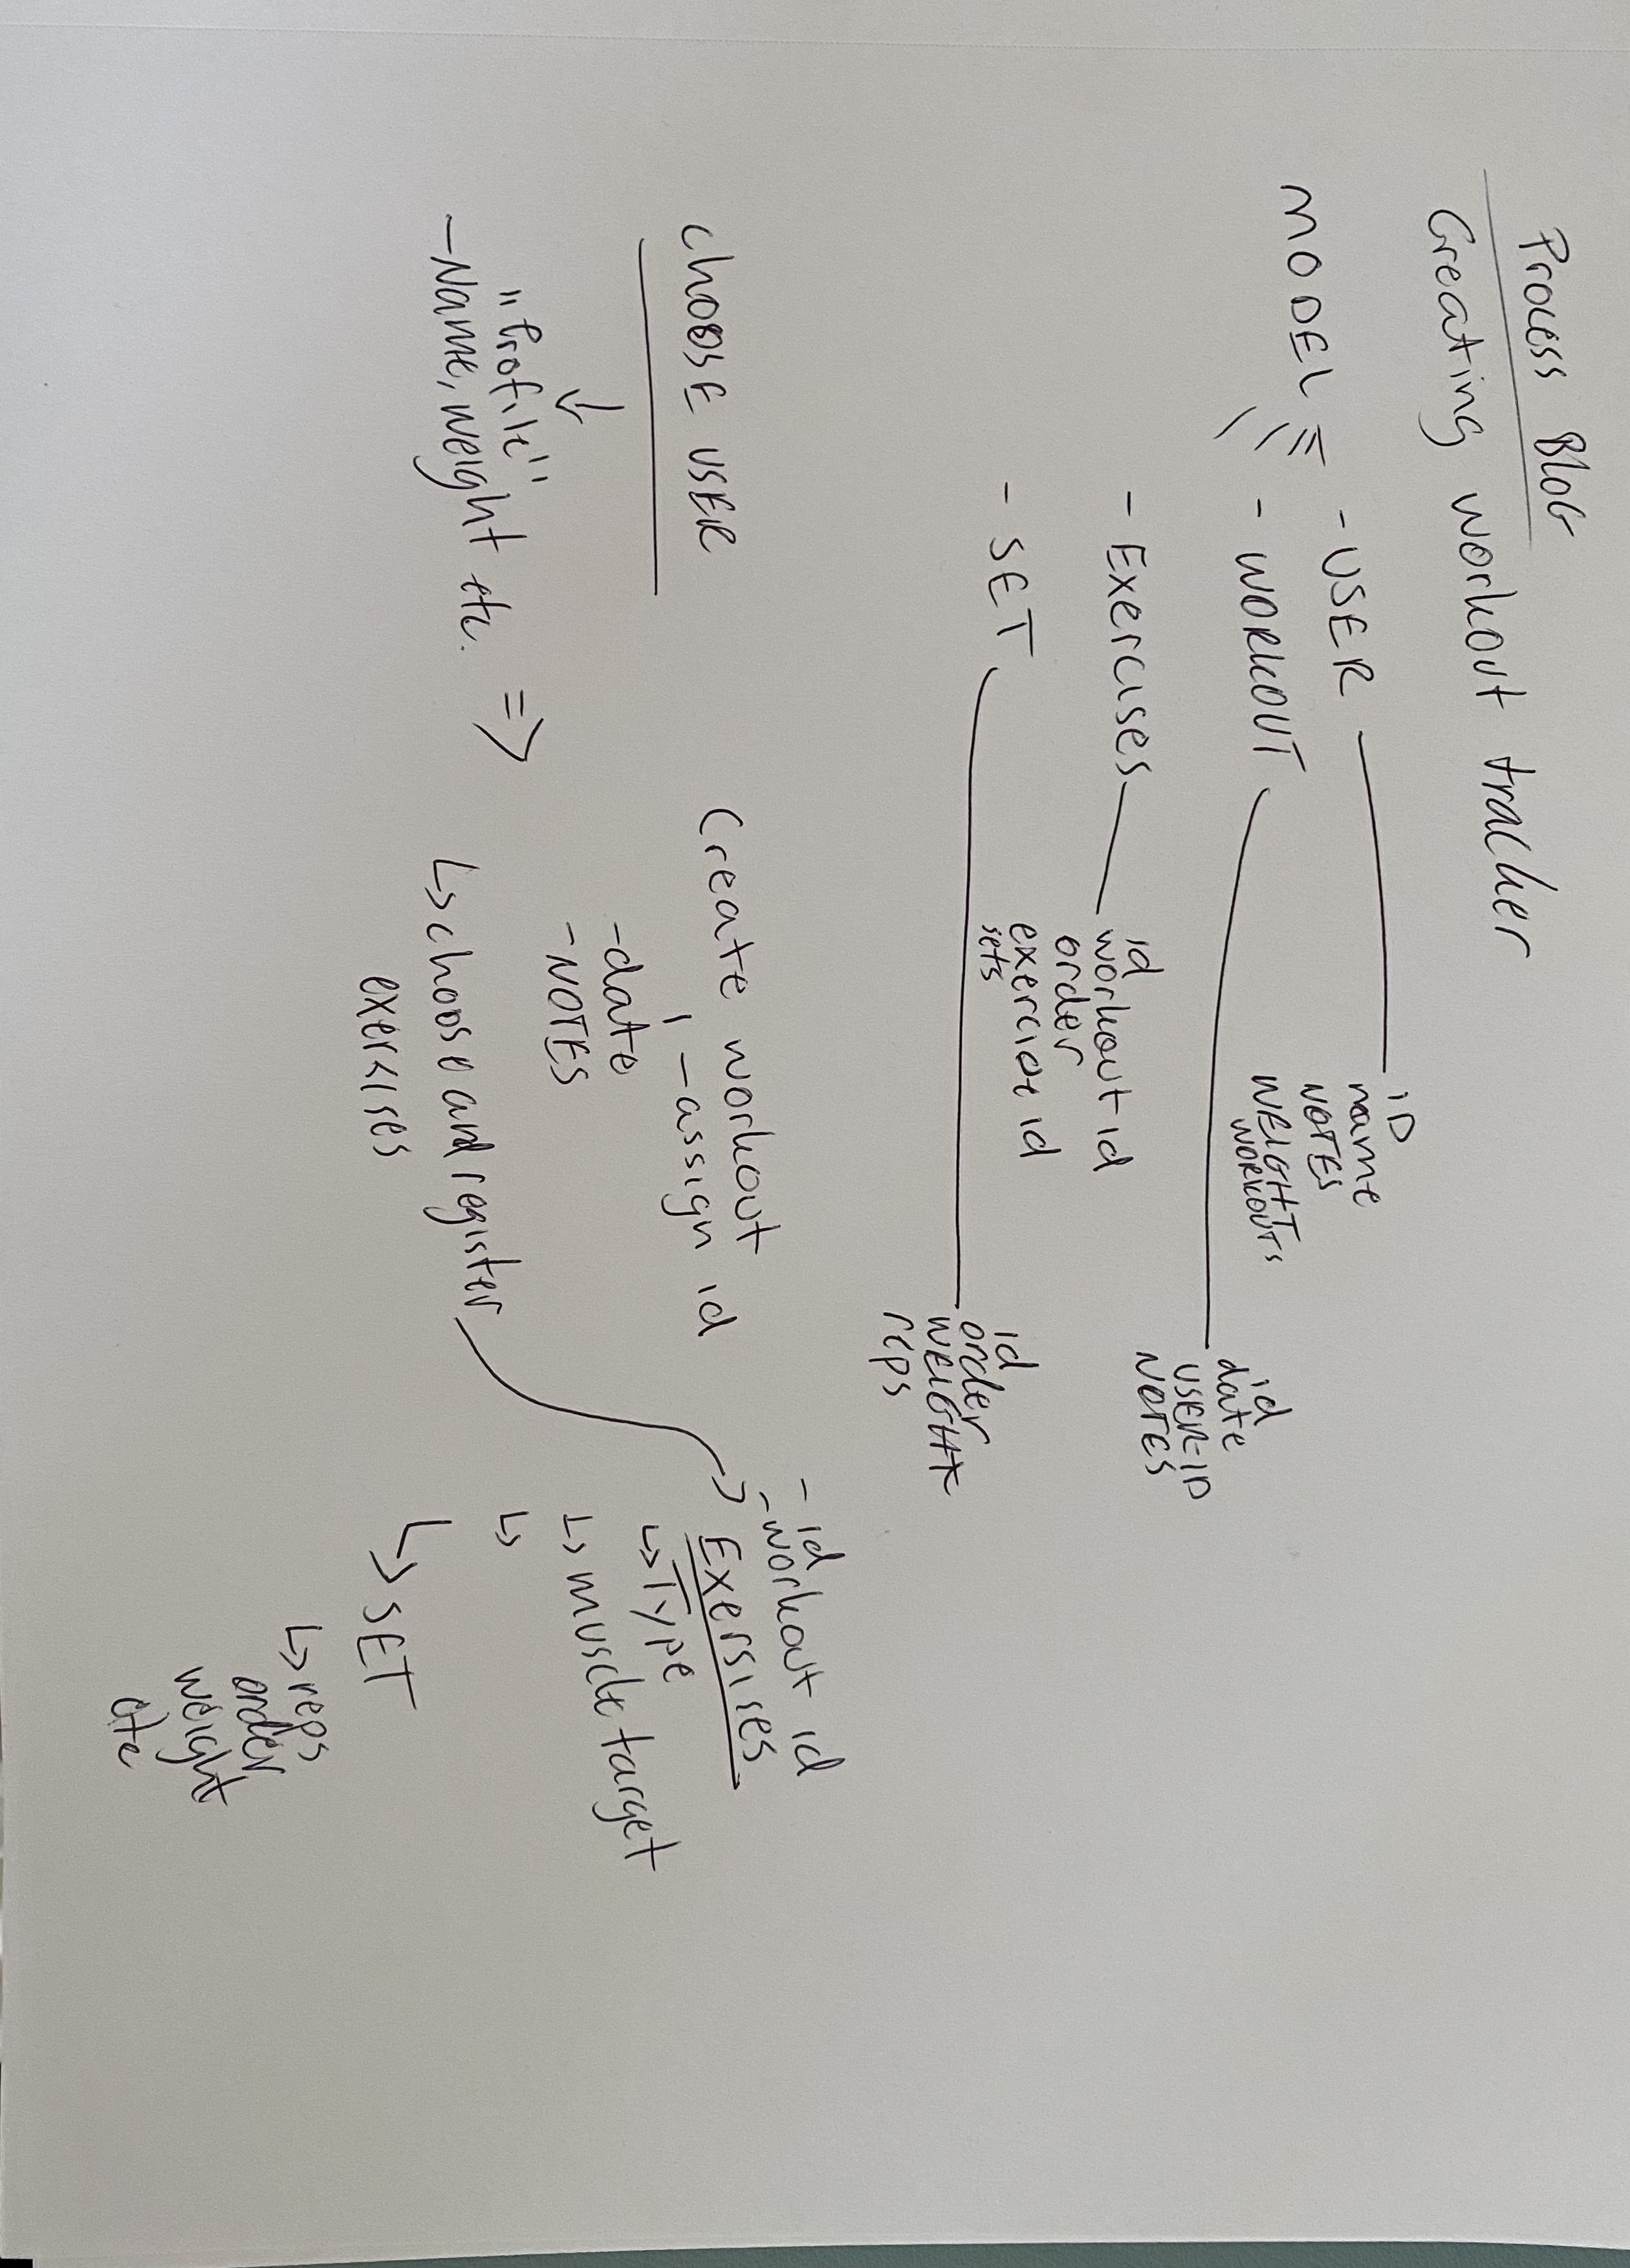 Process BLOG
Creating workout tracker
MODEL
- USER
ID
name
NOTES
WEIGHT
WORKOUTS
- WORKOUT
id
date
USER-ID
NOTES
- Exercises
id
workout id
order
exercise id
sets
- SET
id
order
WEIGHT
reps
choose USER
"Profile"
- Name, weight etc. ⇒
Create workout
- assign id
- date
- NOTES
↳ choose and register
exersises
- id
- workout id
Exersises
↳ Type
↳ muscle target
↳
↳ SET
↳ reps
order
weight
etc